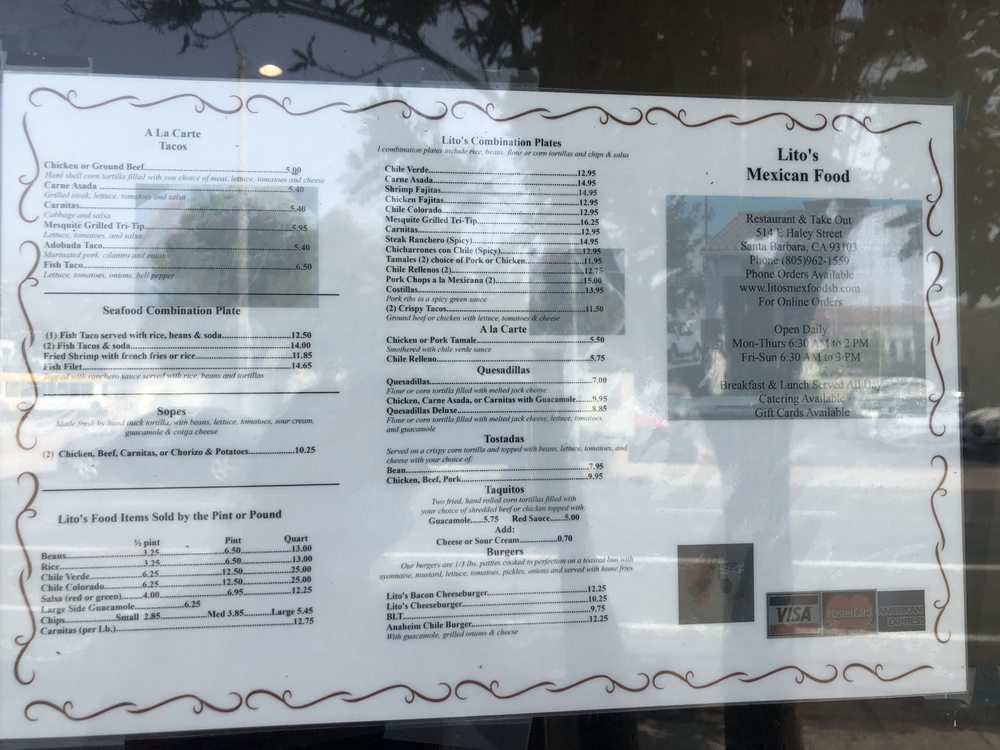 A La Carte
Tacos
Chicken or Ground Beef 5.00
Hard shell corn tortilla filled with you choice of meat, lettuce, tomatoes and cheese
Carne Asada 5.40
Grilled steak, lettuce, tomatoes and salsa
Carnitas 5.40
Cabbage and salsa
Mesquite Grilled Tri-Tip 5.95
Lettuce, tomatoes, and salsa
Adobada Taco 5.40
Marinated pork, cilantro and onions
Fish Taco 6.50
Lettuce, tomatoes, onions, bell pepper
Seafood Combination Plate
(1) Fish Taco served with rice, beans & soda 12.50
(2) Fish Tacos & soda 14.00
Fried Shrimp with french fries or rice 11.85
Fish Filet 14.65
Topped with ranchero sauce served with rice, beans and tortillas
Sopes
Made fresh by hand thick tortilla, with beans, lettuce, tomatoes, sour cream,
guacamole & cotija cheese
(2) Chicken, Beef, Carnitas, or Chorizo & Potatoes 10.25
Lito's Food Items Sold by the Pint or Pound
½ pint Pint Quart
Beans 3.25 6.50 13.00
Rice 3.25 6.50 13.00
Chile Verde 6.25 12.50 25.00
Chile Colorado 6.25 12.50 25.00
Salsa (red or green) 4.00 6.95 12.25
Large Side Guacamole 6.25
Chips Small 2.85 Med 3.85 Large 5.45
Carnitas (per Lb.) 12.75
Lito's Combination Plates
l combination plates include rice, beans, flour or corn tortillas and chips & salsa
Chile Verde 12.95
Carne Asada 14.95
Shrimp Fajitas 14.95
Chicken Fajitas 12.95
Chile Colorado 12.95
Mesquite Grilled Tri-Tip 16.25
Carnitas 12.95
Steak Ranchero (Spicy) 14.95
Chicharrones con Chile (Spicy) 12.95
Tamales (2) choice of Pork or Chicken 11.95
Chile Rellenos (2) 12.75
Pork Chops a la Mexicana (2) 15.00
Costillas 13.95
Pork ribs in a spicy green sauce
(2) Crispy Tacos 11.50
Ground beef or chicken with lettuce, tomatoes & cheese
A la Carte
Chicken or Pork Tamale 5.50
Smothered with chile verde sauce
Chile Relleno 5.75
Quesadillas
Quesadillas 7.00
Flour or corn tortilla filled with melted jack cheese
Chicken, Carne Asada, or Carnitas with Guacamole 9.95
Quesadillas Deluxe 8.85
Flour or corn tortilla filled with melted jack cheese, lettuce, tomatoes,
and guacamole
Tostadas
Served on a crispy corn tortilla and topped with beans, lettuce, tomatoes, and
cheese with your choice of:
Bean 7.95
Chicken, Beef, Pork 9.95
Taquitos
Two fried, hand rolled corn tortillas filled with
your choice of shredded beef or chicken topped with:
Guacamole 5.75 Red Sauce 5.00
Add:
Cheese or Sour Cream 0.70
Burgers
Our burgers are 1/3 lbs. patties cooked to perfection on a toasted bun with
ayonnaise, mustard, lettuce, tomatoes, pickles, onions and served with home fries
Lito's Bacon Cheeseburger 12.25
Lito's Cheeseburger 10.25
BLT 9.75
Anaheim Chile Burger 12.25
With guacamole, grilled onions & cheese
Lito's
Mexican Food
Restaurant & Take Out
514 E Haley Street
Santa Barbara, CA 93103
Phone (805)962-1559
Phone Orders Available
www.litosmexfoodsb.com
For Online Orders
Open Daily
Mon-Thurs 6:30 AM to 2 PM
Fri-Sun 6:30 AM to 3 PM
Breakfast & Lunch Served All Day
Catering Available
Gift Cards Available
VISA MasterCard AMERICAN EXPRESS